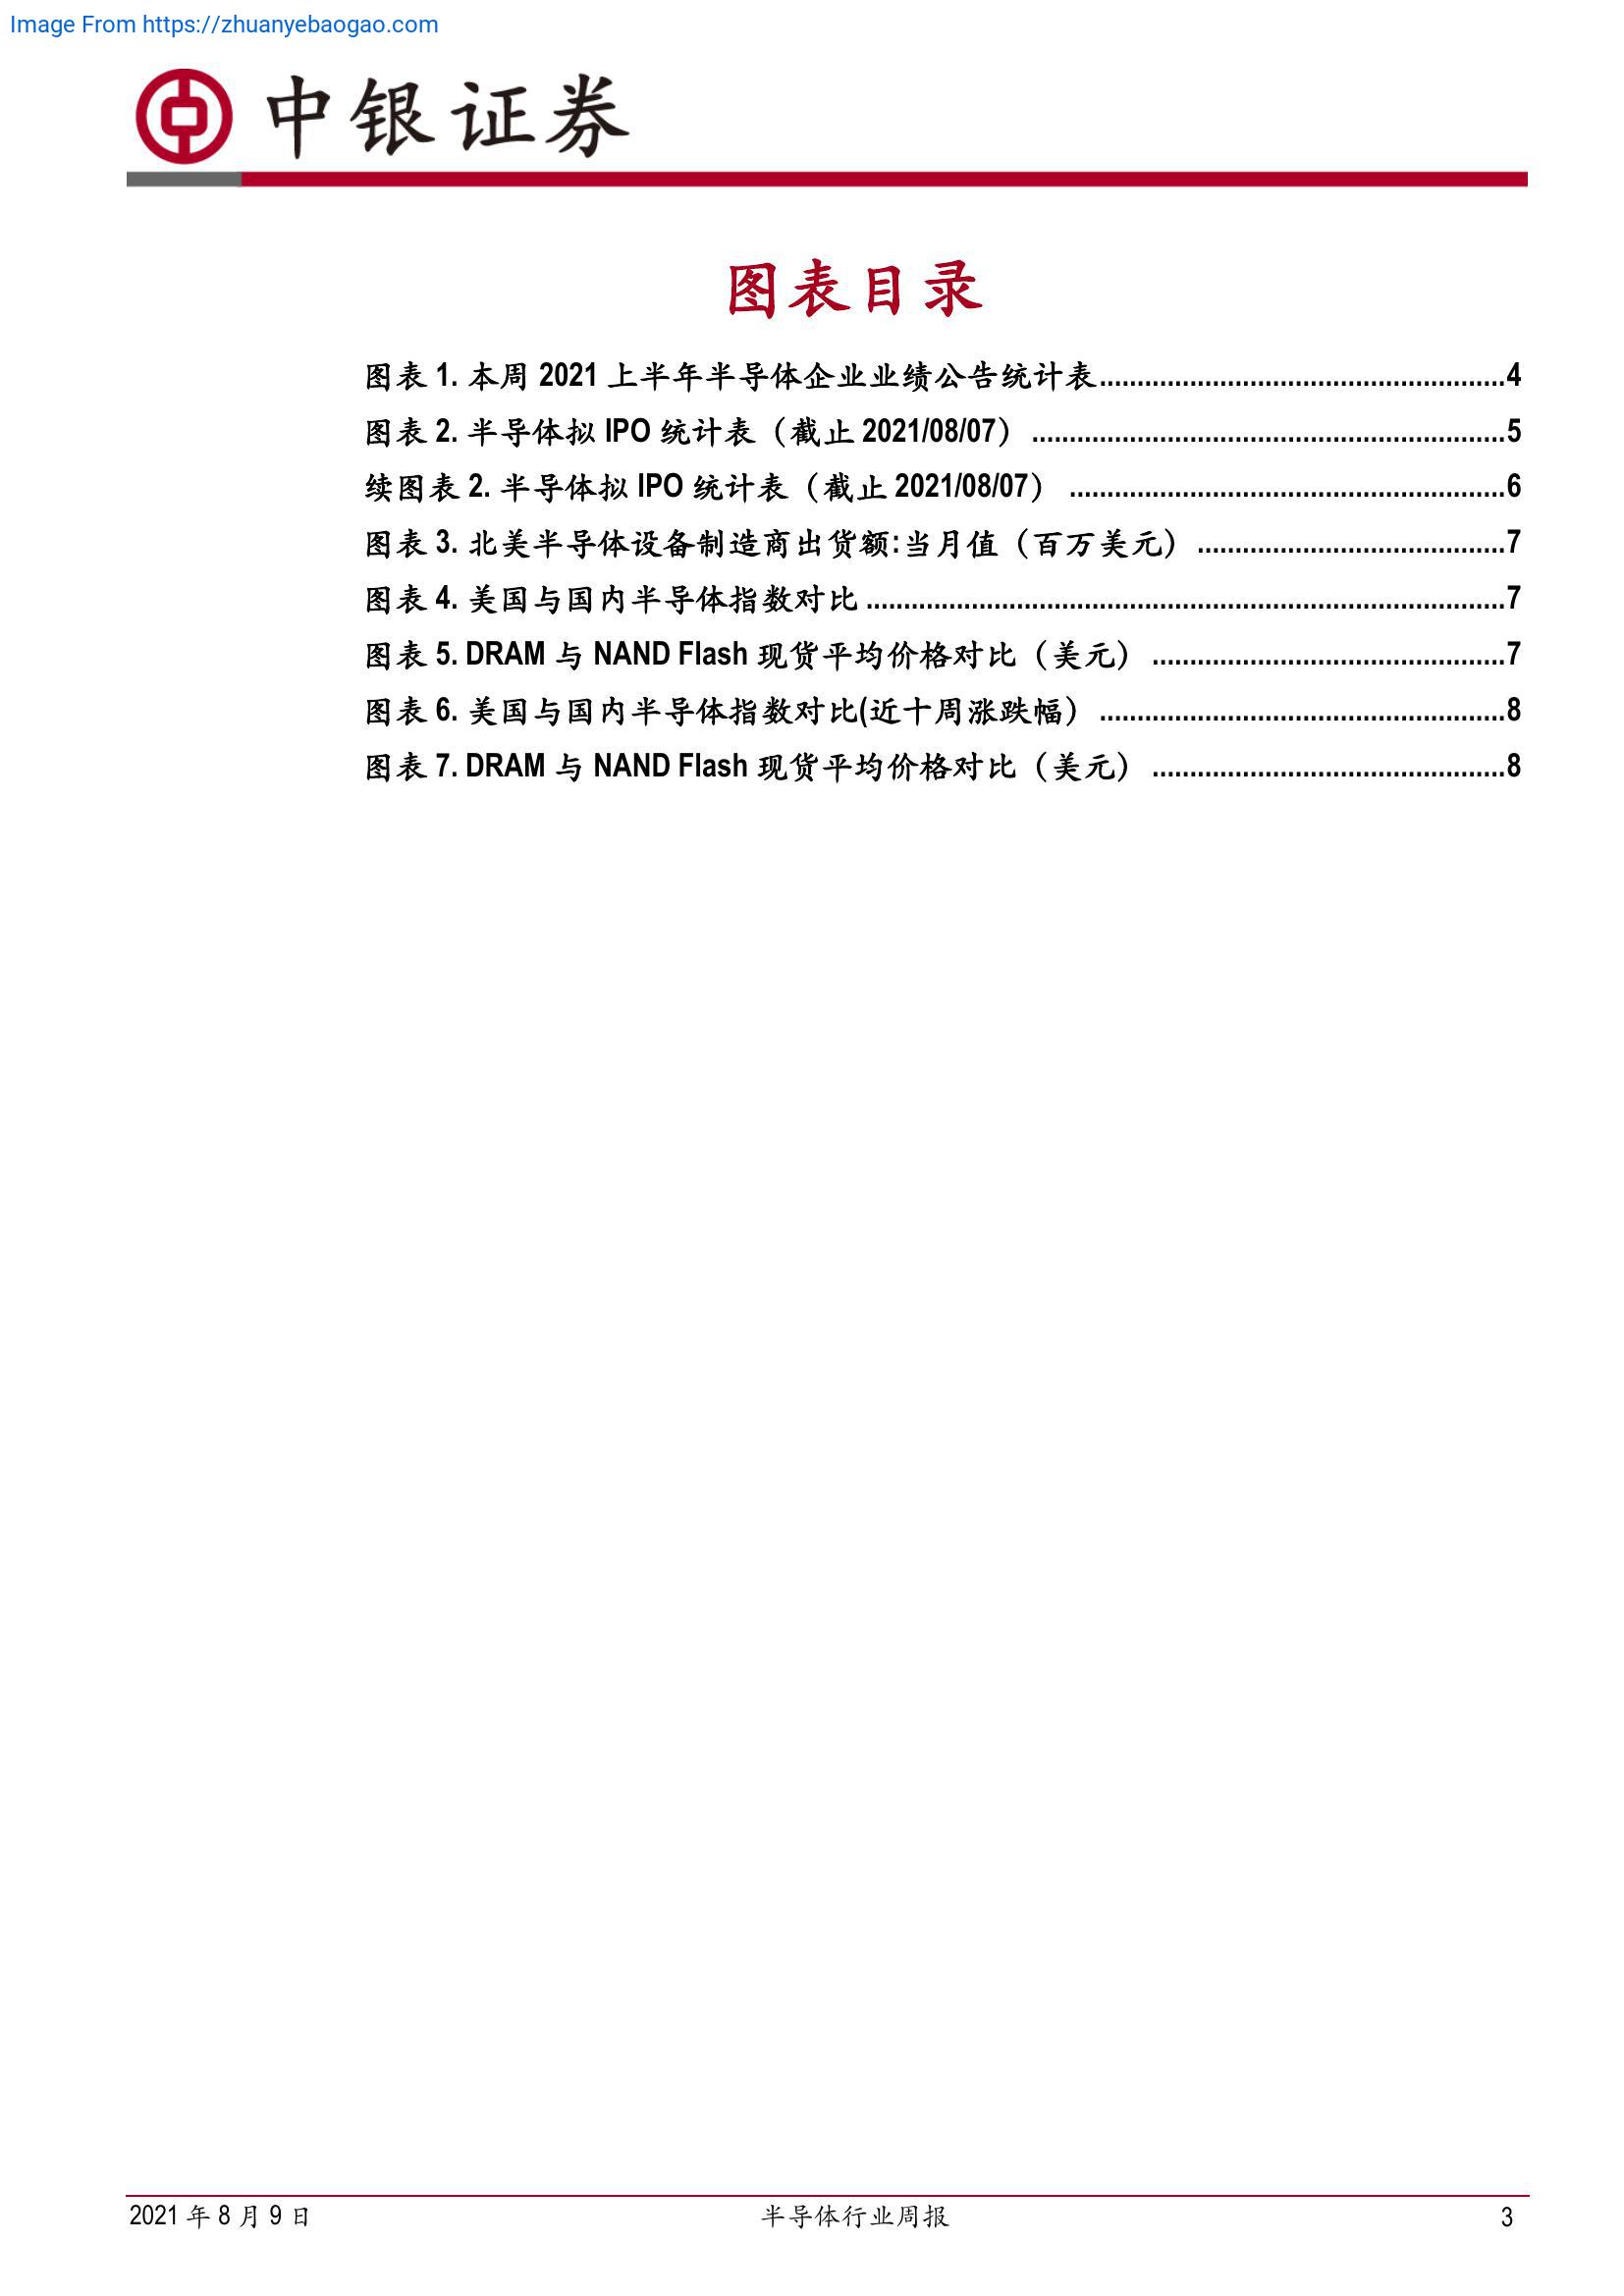 Image From https://zhuanyebaogao.com
中银证券
图表目录
图表 1. 本周 2021 上半年半导体企业业绩公告统计表......................................................4
图表 2. 半导体拟 IPO 统计表（截止 2021/08/07） ...............................................................5
续图表 2. 半导体拟 IPO 统计表（截止 2021/08/07） ..........................................................6
图表 3. 北美半导体设备制造商出货额:当月值（百万美元） .........................................7
图表 4. 美国与国内半导体指数对比 .....................................................................................7
图表 5. DRAM 与 NAND Flash 现货平均价格对比（美元） ...............................................7
图表 6. 美国与国内半导体指数对比(近十周涨跌幅） ......................................................8
图表 7. DRAM 与 NAND Flash 现货平均价格对比（美元） ...............................................8
2021 年 8 月 9 日 半导体行业周报 3